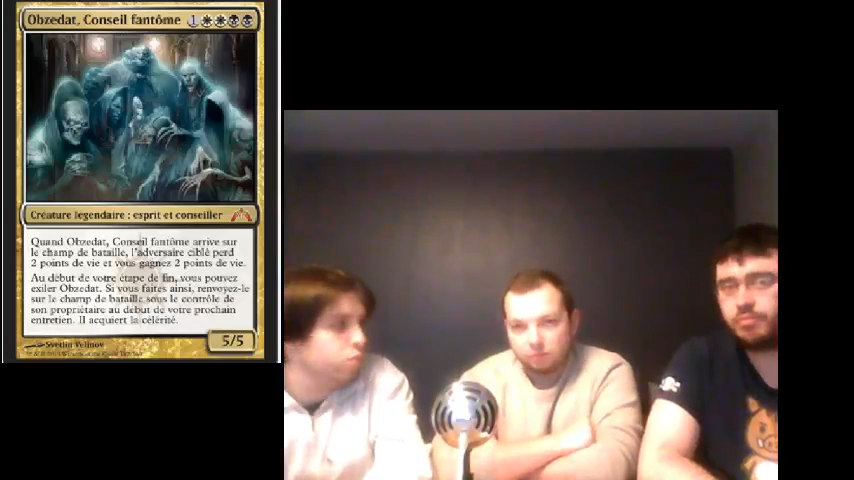 Obzedat, Conseil fantôme 1
Créature légendaire : esprit et conseiller
Quand Obzedat, Conseil fantôme arrive sur
le champ de bataille, l'adversaire ciblé perd
2 points de vie et vous gagnez 2 points de vie.
Au début de votre étape de fin, vous pouvez
exiler Obzedat. Si vous faites ainsi, renvoyez-le
sur le champ de bataille sous le contrôle de
son propriétaire au début de votre prochain
entretien. Il acquiert la célérité.
5/5
Svetlin Velinov